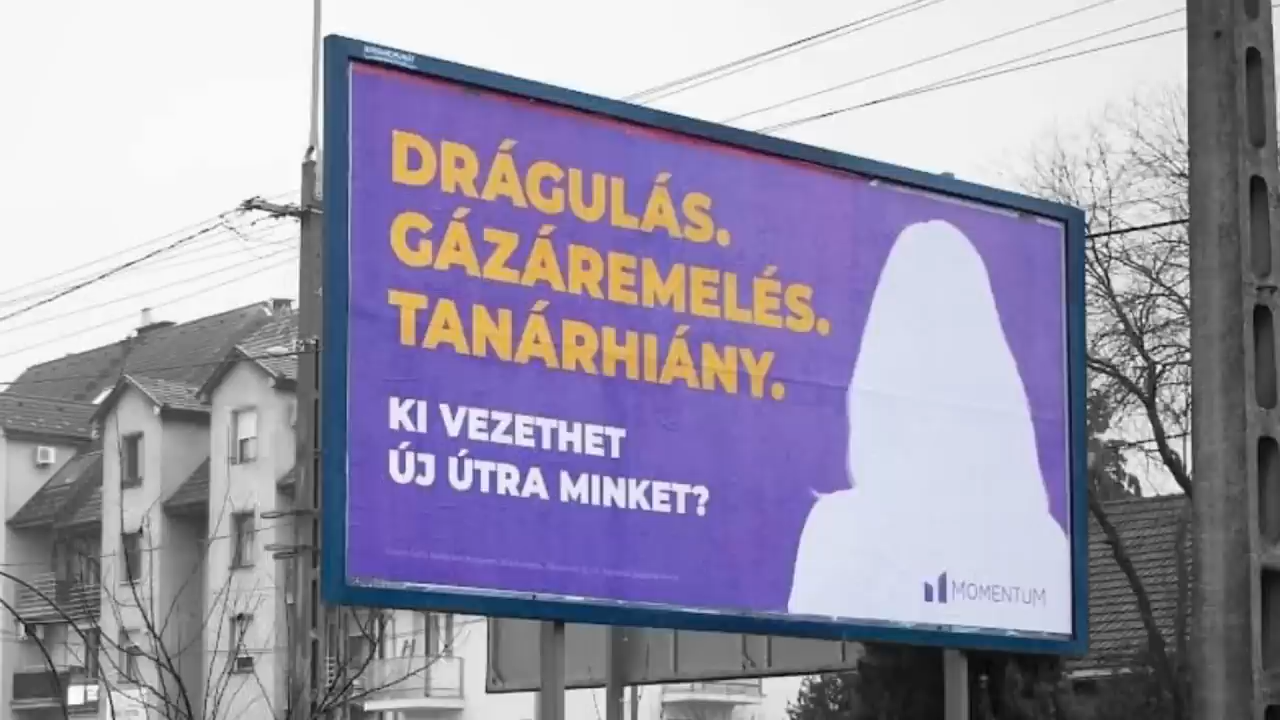 DRÁGULÁS.
GÁZÁREMELÉS.
TANÁRHIÁNY.
KI VEZETHET
ÚJ ÚTRA MINKET?
MOMENTUM